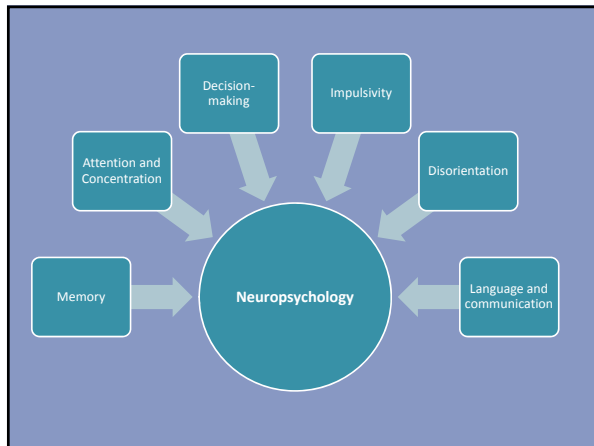 Decision-
making
Impulsivity
Attention and
Concentration
Disorientation
Memory
Neuropsychology
Language and
communication